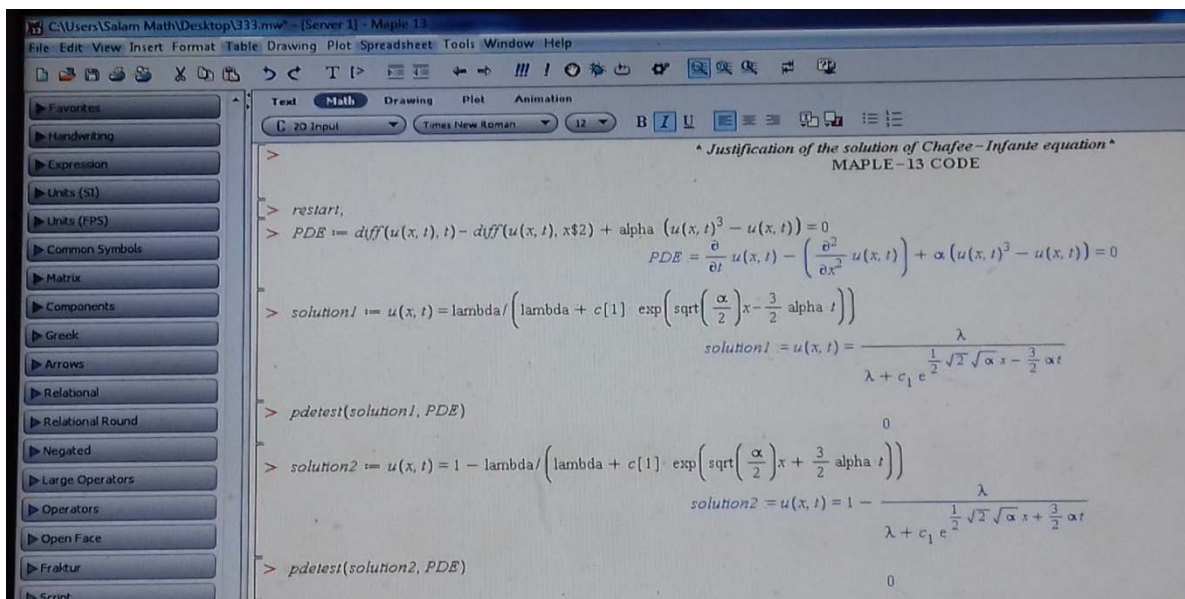 C:\Users\Salam Math\Desktop\333.mw* - [Server 1] - Maple 13
File Edit View Insert Format Table Drawing Plot Spreadsheet Tools Window Help
Text Math Drawing Plot Animation
C 2D Input Times New Roman 12 B I U
Favorites
Handwriting
Expression
Units (SI)
Units (FPS)
Common Symbols
Matrix
Components
Greek
Arrows
Relational
Relational Round
Negated
Large Operators
Operators
Open Face
Fraktur
Script
>
* Justification of the solution of Chafee-Infante equation *
MAPLE-13 CODE
> restart,
> PDE := diff(u(x, t), t) - diff(u(x, t), x$2) + alpha (u(x, t)³ - u(x, t)) = 0
PDE = ∂/∂t u(x, t) - (∂²/∂x² u(x, t)) + α (u(x, t)³ - u(x, t)) = 0
> solution1 := u(x, t) = lambda/(lambda + c[1] exp(sqrt(α/2)x - 3/2 alpha t))
solution1 = u(x, t) = λ/(λ + c₁ e^(1/2 √2 √α x - 3/2 αt))
> pdetest(solution1, PDE)
0
> solution2 := u(x, t) = 1 - lambda/(lambda + c[1] · exp(sqrt(α/2)x + 3/2 alpha · t))
solution2 = u(x, t) = 1 - λ/(λ + c₁ e^(1/2 √2 √α x + 3/2 αt))
> pdetest(solution2, PDE)
0